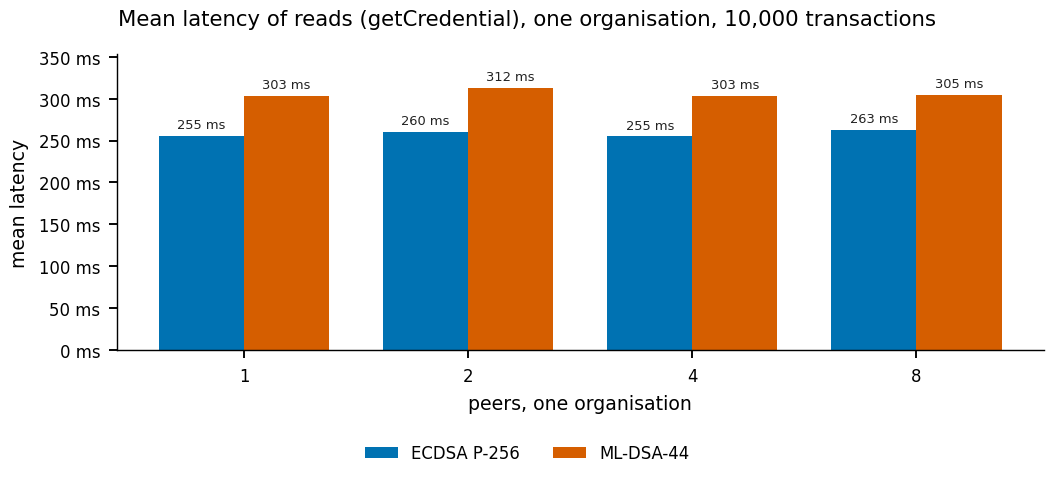 Mean latency of reads (getCredential), one organisation, 10,000 transactions
350 ms
300 ms
250 ms
200 ms
150 ms
100 ms
50 ms
0 ms
mean latency
255 ms
303 ms
260 ms
312 ms
255 ms
303 ms
263 ms
305 ms
1
2
4
8
peers, one organisation
ECDSA P-256
ML-DSA-44